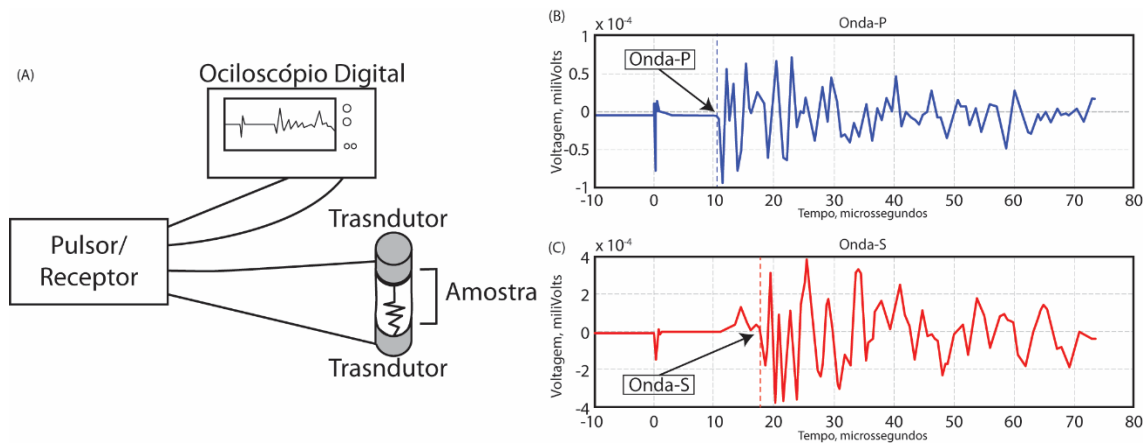 (A)
Ociloscópio Digital
Pulsor/
Receptor
Trasndutor
Amostra
Trasndutor
(B)
x 10-4
Onda-P
Voltagem, miliVolts
1
0.5
0
-0.5
-1
Onda-P
-10 0 10 20 30 40 50 60 70 80
Tempo, microssegundos
(C)
x 10-4
Onda-S
Voltagem, miliVolts
4
2
0
-2
-4
Onda-S
-10 0 10 20 30 40 50 60 70 80
Tempo, microssegundos